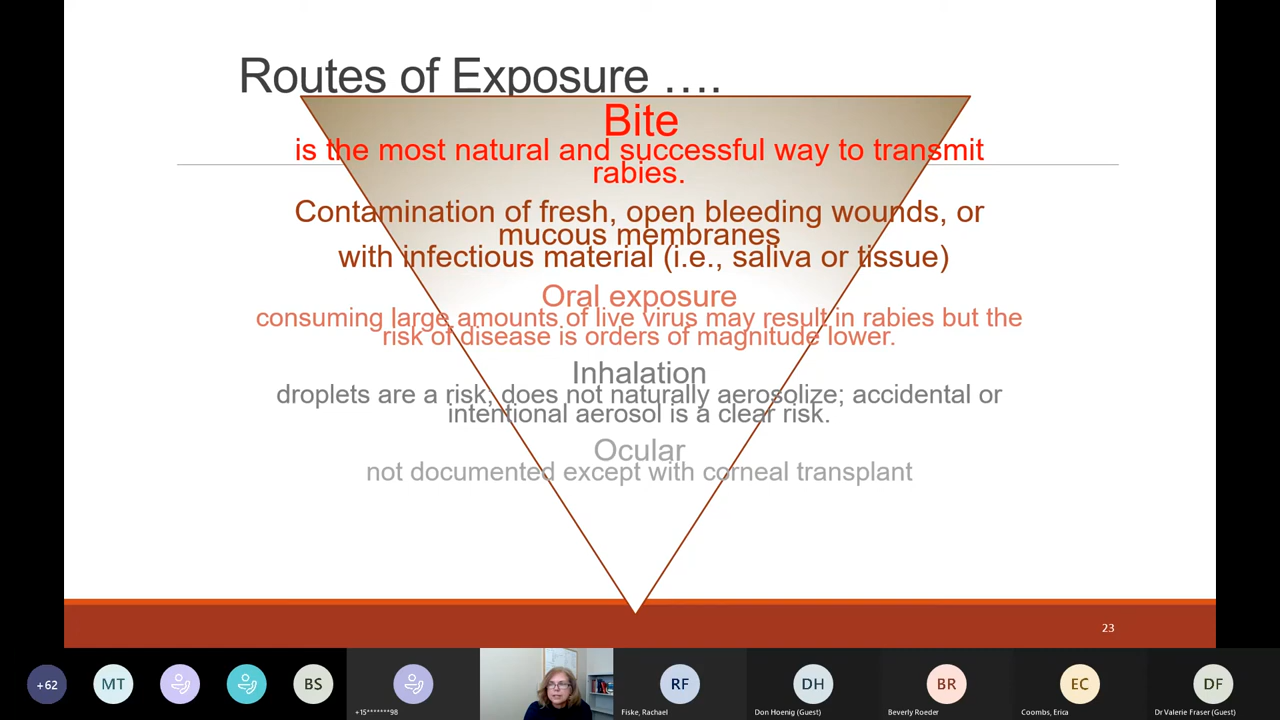 Routes of Exposure ….
Bite
is the most natural and successful way to transmit
rabies.
Contamination of fresh, open bleeding wounds, or
mucous membranes
with infectious material (i.e., saliva or tissue)
Oral exposure
consuming large amounts of live virus may result in rabies but the
risk of disease is orders of magnitude lower.
Inhalation
droplets are a risk, does not naturally aerosolize; accidental or
intentional aerosol is a clear risk.
Ocular
not documented except with corneal transplant
23
+62
MT
BS
RF
DH
BR
EC
DF
+15*******98
Fiske, Rachael
Don Hoenig (Guest)
Beverly Roeder
Coombs, Erica
Dr Valerie Fraser (Guest)